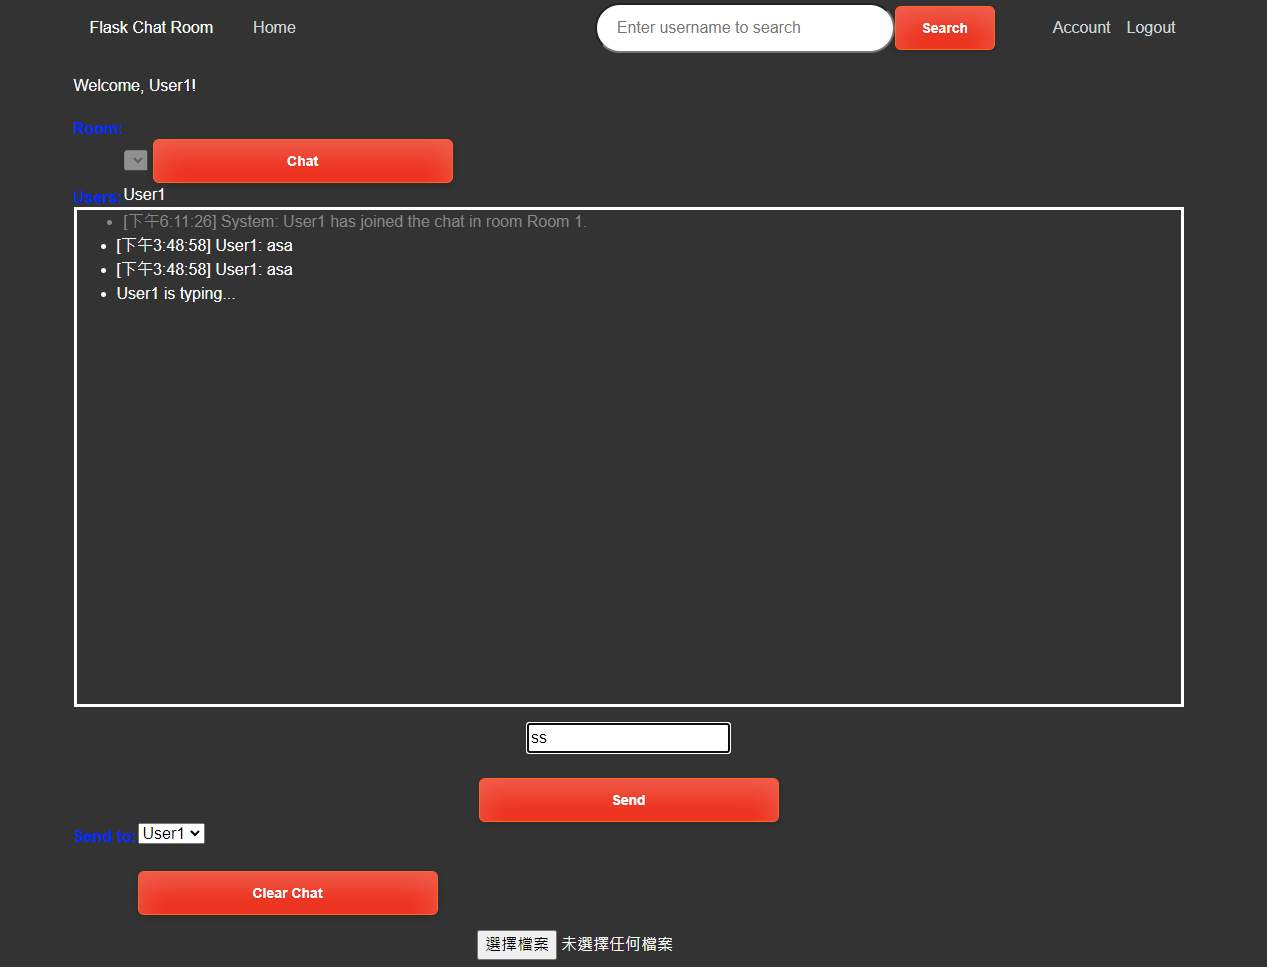 Flask Chat Room Home Enter username to search Search Account Logout
Welcome, User1!
Room:
Chat
Users: User1
[下午6:11:26] System: User1 has joined the chat in room Room 1.
[下午3:48:58] User1: asa
[下午3:48:58] User1: asa
User1 is typing...
ss
Send
Send to: User1
Clear Chat
選擇檔案 未選擇任何檔案